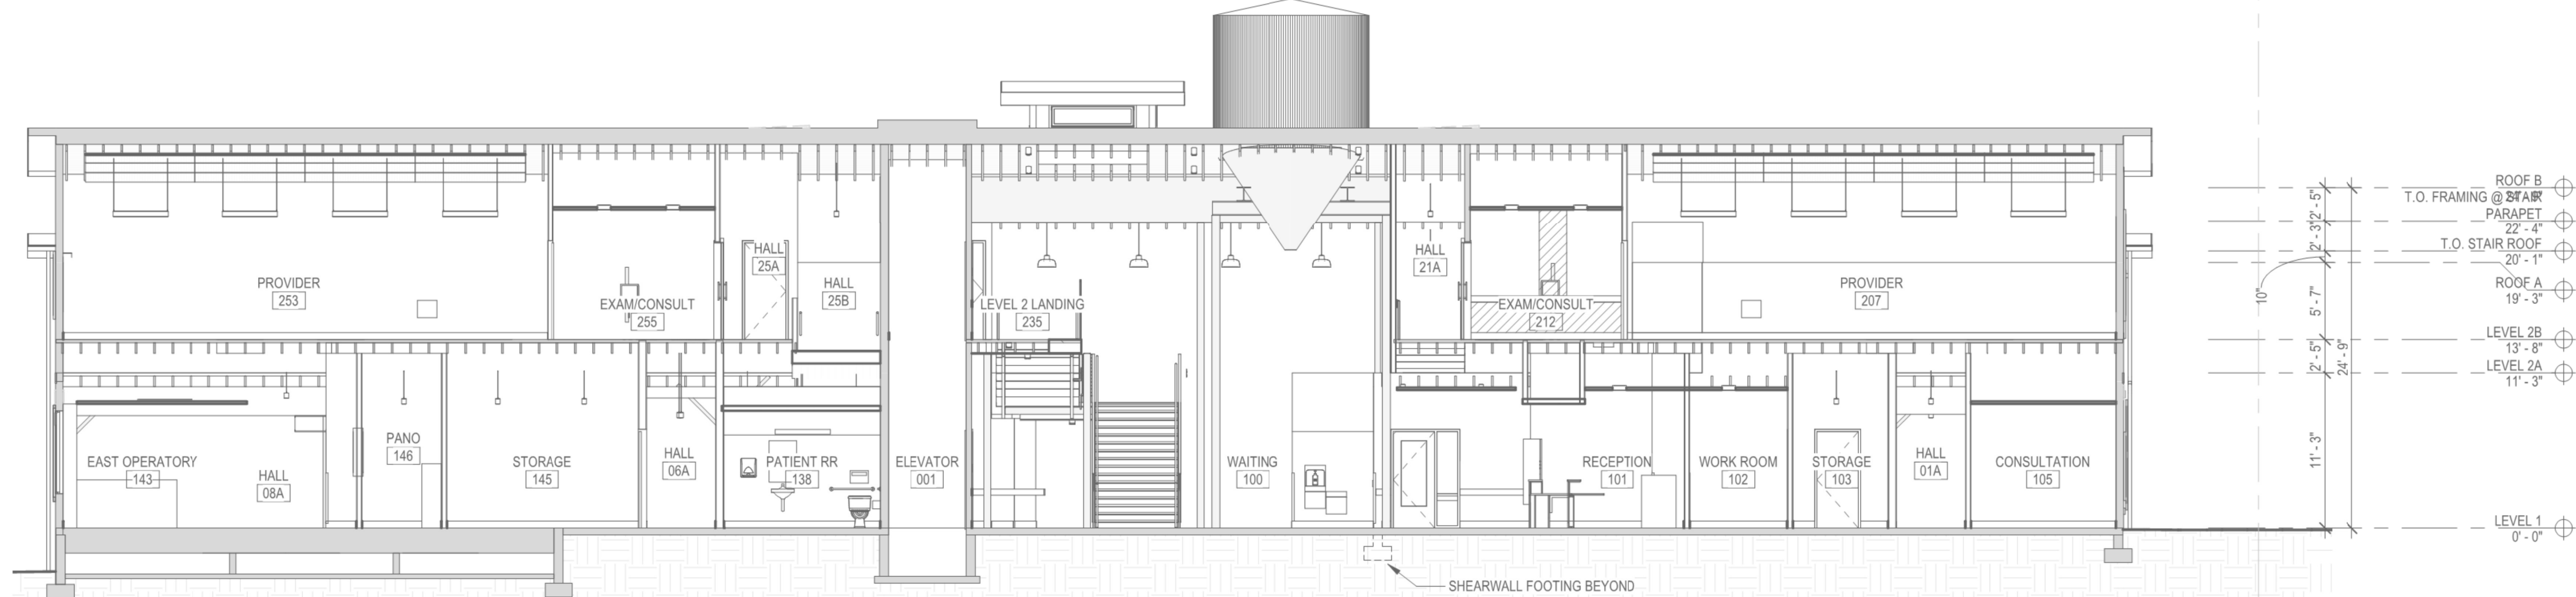 PROVIDER
253
EXAM/CONSULT
255
HALL
25A
HALL
25B
LEVEL 2 LANDING
235
HALL
21A
EXAM/CONSULT
212
PROVIDER
207
EAST OPERATORY
143
HALL
08A
PANO
146
STORAGE
145
HALL
06A
PATIENT RR
138
ELEVATOR
001
WAITING
100
RECEPTION
101
WORK ROOM
102
STORAGE
103
HALL
01A
CONSULTATION
105
SHEARWALL FOOTING BEYOND
10"
2' - 5"
2' - 3"
5' - 7"
2' - 5"
11' - 3"
24' - 9"
ROOF B
T.O. FRAMING @ STAIR
PARAPET
22' - 4"
T.O. STAIR ROOF
20' - 1"
ROOF A
19' - 3"
LEVEL 2B
13' - 8"
LEVEL 2A
11' - 3"
LEVEL 1
0' - 0"